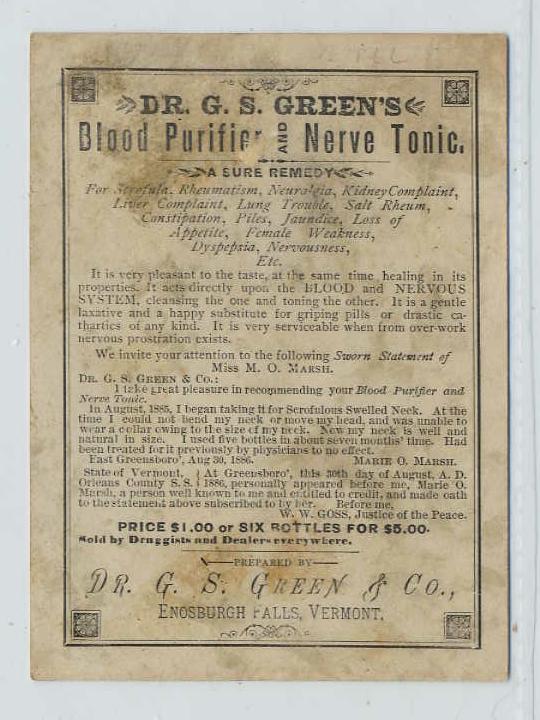 DR. G. S. GREEN'S
Blood Purifier AND Nerve Tonic.
A SURE REMEDY
For Scrofula, Rheumatism, Neuralgia, Kidney Complaint,
Liver Complaint, Lung Trouble, Salt Rheum,
Constipation, Piles, Jaundice, Loss of
Appetite, Female Weakness,
Dyspepsia, Nervousness,
Etc.
It is very pleasant to the taste, at the same time healing in its
properties. It acts directly upon the BLOOD and NERVOUS
SYSTEM, cleansing the one and toning the other. It is a gentle
laxative and a happy substitute for griping pills or drastic ca-
thartics of any kind. It is very serviceable when from over-work
nervous prostration exists.
We invite your attention to the following Sworn Statement of
Miss M. O. MARSH.
DR. G. S. GREEN & CO.:
I take great pleasure in recommending your Blood Purifier and
Nerve Tonic.
In August, 1885, I began taking it for Scrofulous Swelled Neck. At the
time I could not bend my neck or move my head, and was unable to
wear a collar owing to the size of my neck. Now my neck is well and
natural in size. I used five bottles in about seven months' time. Had
been treated for it previously by physicians to no effect.
East Greensboro', Aug 30, 1886. MARIE O. MARSH.
State of Vermont, } At Greensboro', this 30th day of August, A. D.
Orleans County S. S. } 1886, personally appeared before me, Marie O.
Marsh, a person well known to me and entitled to credit, and made oath
to the statement above subscribed to by her. Before me,
W. W. GOSS, Justice of the Peace.
PRICE $1.00 or SIX BOTTLES FOR $5.00.
Sold by Druggists and Dealers everywhere.
PREPARED BY
DR. G. S. GREEN & CO.,
ENOSBURGH FALLS, VERMONT.